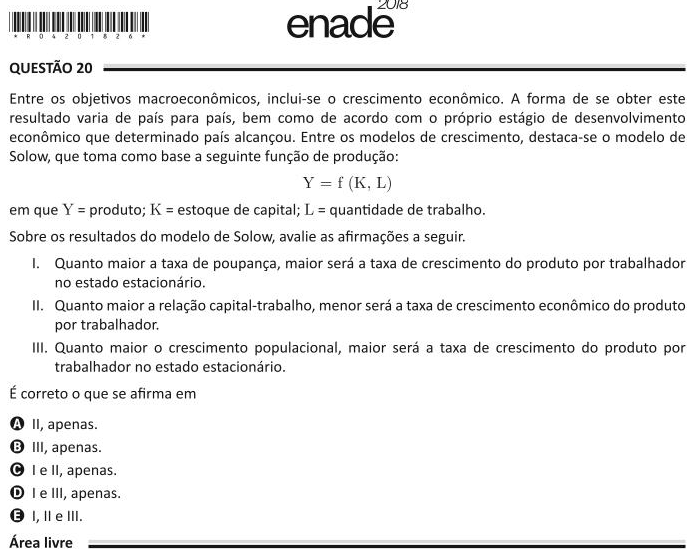 2018
enade
* R 0 4 2 0 1 8 2 6 *
QUESTÃO 20
Entre os objetivos macroeconômicos, inclui-se o crescimento econômico. A forma de se obter este
resultado varia de país para país, bem como de acordo com o próprio estágio de desenvolvimento
econômico que determinado país alcançou. Entre os modelos de crescimento, destaca-se o modelo de
Solow, que toma como base a seguinte função de produção:
Y = f (K, L)
em que Y = produto; K = estoque de capital; L = quantidade de trabalho.
Sobre os resultados do modelo de Solow, avalie as afirmações a seguir.
I. Quanto maior a taxa de poupança, maior será a taxa de crescimento do produto por trabalhador
no estado estacionário.
II. Quanto maior a relação capital-trabalho, menor será a taxa de crescimento econômico do produto
por trabalhador.
III. Quanto maior o crescimento populacional, maior será a taxa de crescimento do produto por
trabalhador no estado estacionário.
É correto o que se afirma em
A II, apenas.
B III, apenas.
C I e II, apenas.
D I e III, apenas.
E I, II e III.
Área livre